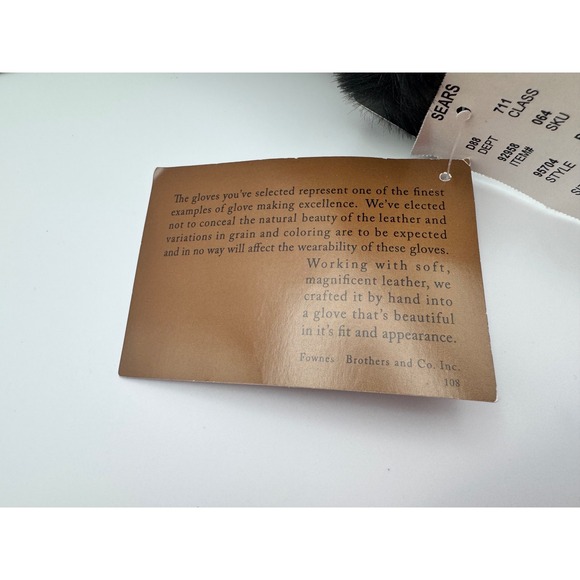 The gloves you've selected represent one of the finest
examples of glove making excellence. We've elected
not to conceal the natural beauty of the leather and
variations in grain and coloring are to be expected
and in no way will affect the wearability of these gloves.
Working with soft,
magnificent leather, we
crafted it by hand into
a glove that's beautiful
in it's fit and appearance.
Fownes Brothers and Co. Inc.
108
SEARS
711
CLASS
064
SKU
D88
DEPT
92958
ITEM#
95704
STYLE